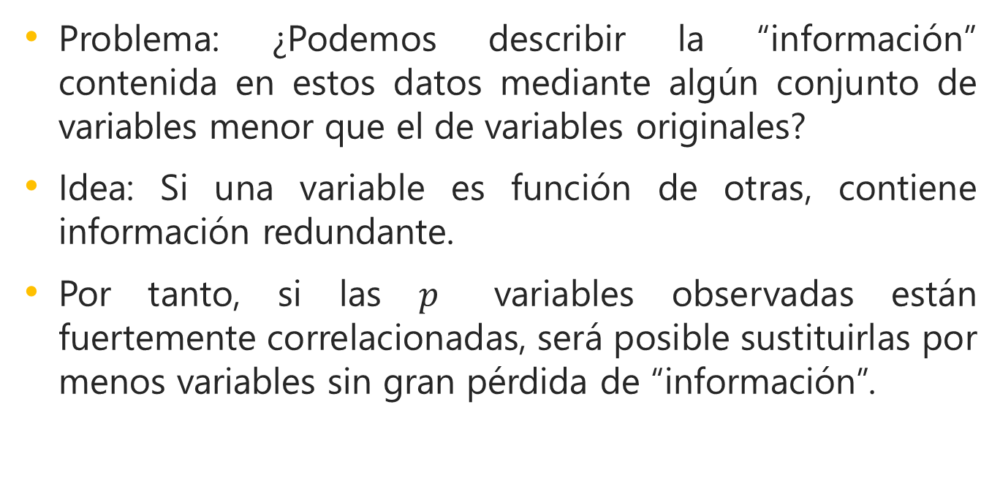 • Problema: ¿Podemos describir la “información”
contenida en estos datos mediante algún conjunto de
variables menor que el de variables originales?
• Idea: Si una variable es función de otras, contiene
información redundante.
• Por tanto, si las p variables observadas están
fuertemente correlacionadas, será posible sustituirlas por
menos variables sin gran pérdida de “información”.